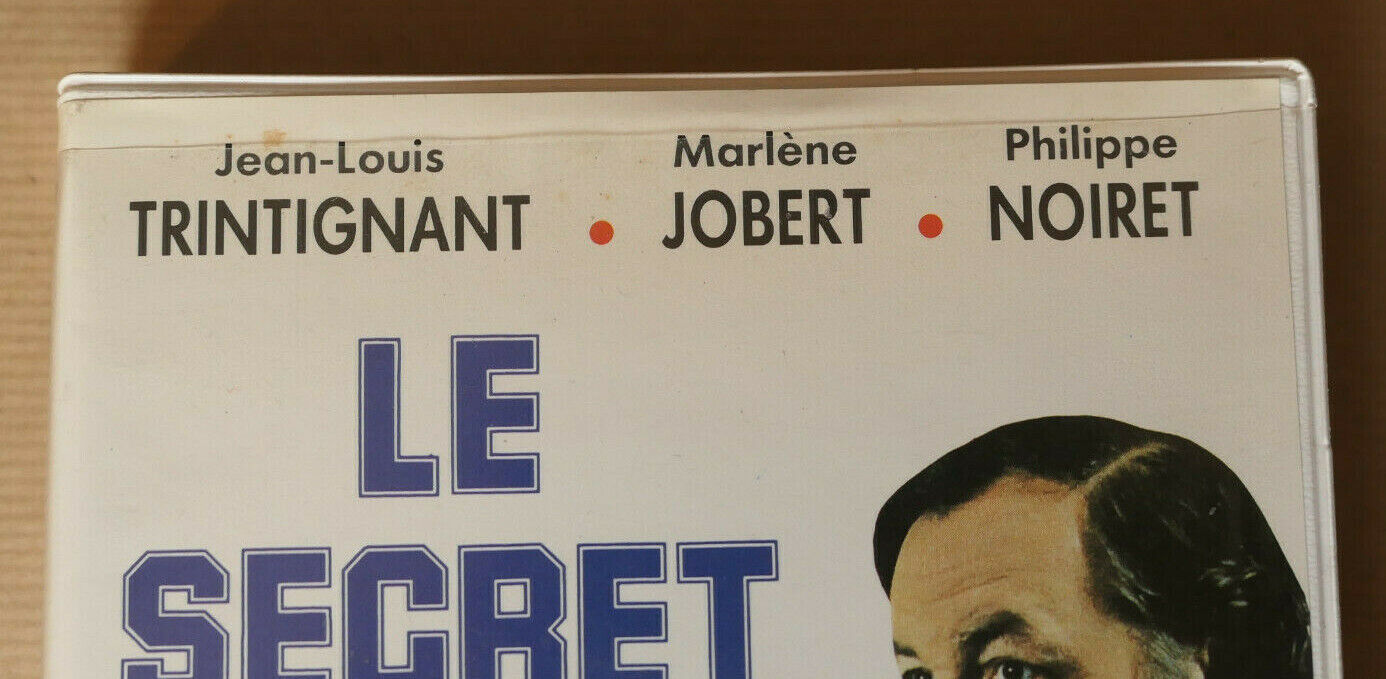 Jean-Louis Marlène Philippe
TRINTIGNANT • JOBERT • NOIRET
LE
SECRET